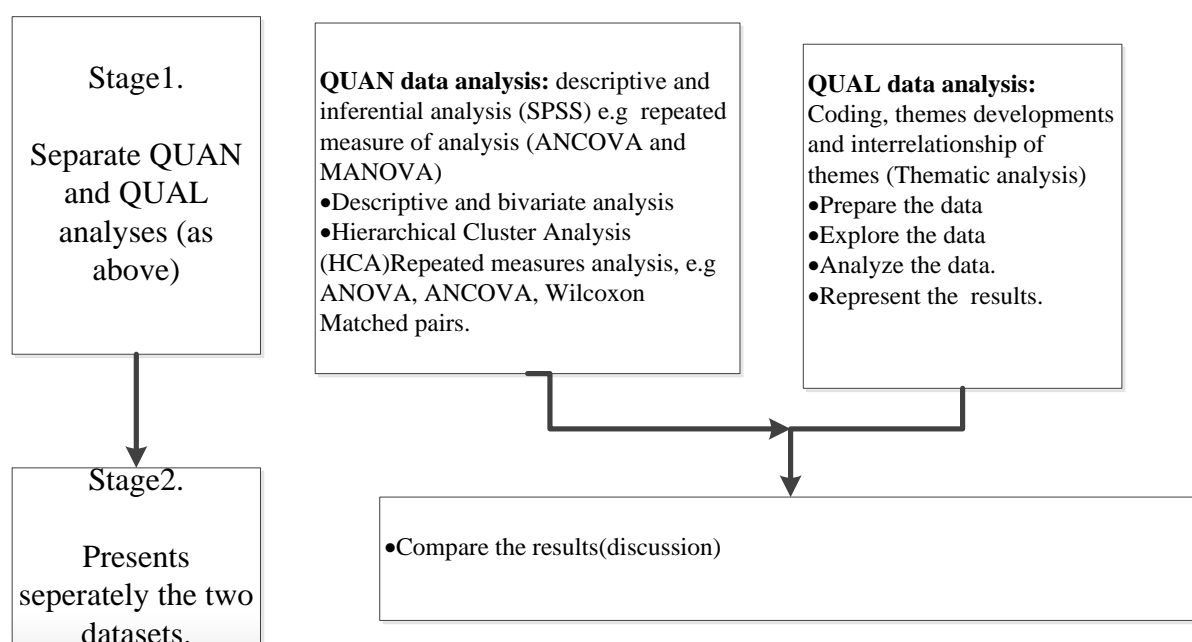 Stage1.
Separate QUAN
and QUAL
analyses (as
above)
QUAN data analysis: descriptive and
inferential analysis (SPSS) e.g repeated
measure of analysis (ANCOVA and
MANOVA)
•Descriptive and bivariate analysis
•Hierarchical Cluster Analysis
(HCA)Repeated measures analysis, e.g
ANOVA, ANCOVA, Wilcoxon
Matched pairs.
QUAL data analysis:
Coding, themes developments
and interrelationship of
themes (Thematic analysis)
•Prepare the data
•Explore the data
•Analyze the data.
•Represent the results.
Stage2.
Presents
seperately the two
datasets.
•Compare the results(discussion)